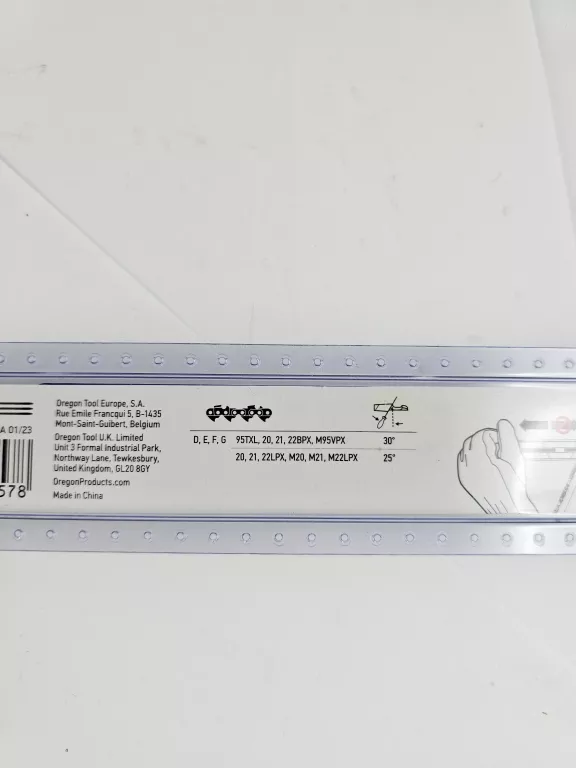 Oregon Tool Europe, S.A.
Rue Emile Francqui 5, B-1435
Mont-Saint-Guibert, Belgium
A 01/23
Oregon Tool U.K. Limited
Unit 3 Formal Industrial Park,
Northway Lane, Tewkesbury,
United Kingdom, GL20 8GY
578
OregonProducts.com
Made in China
D, E, F, G 95TXL, 20, 21, 22BPX, M95VPX 30°
20, 21, 22LPX, M20, M21, M22LPX 25°